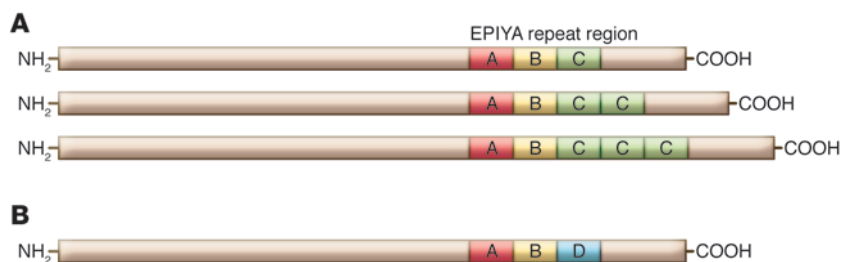 A
EPIYA repeat region
NH2 A B C COOH
NH2 A B C C COOH
NH2 A B C C C COOH
B
NH2 A B D COOH